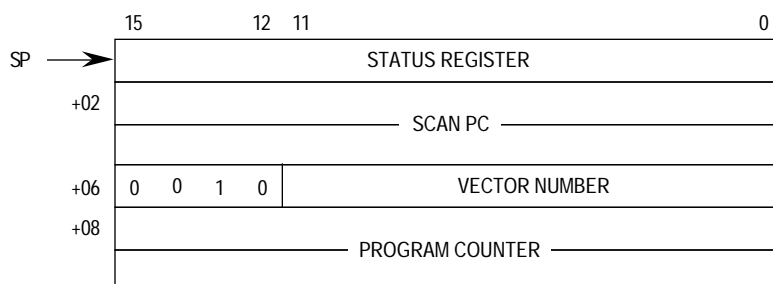 15 12 11 0
SP STATUS REGISTER
+02
SCAN PC
+06 0 0 1 0 VECTOR NUMBER
+08
PROGRAM COUNTER